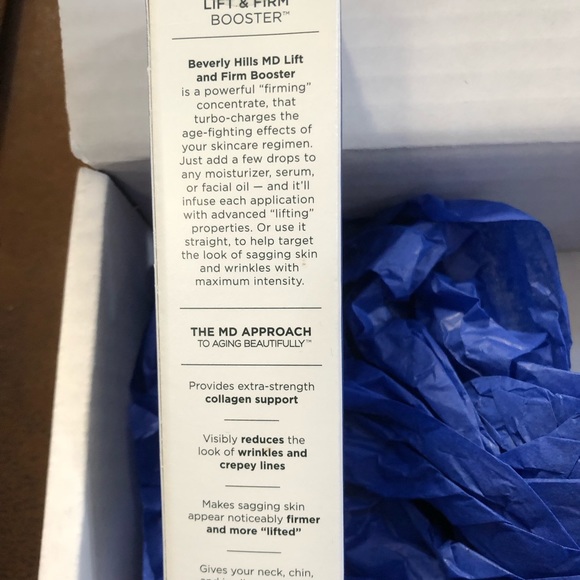 LIFT & FIRM
BOOSTER™
Beverly Hills MD Lift
and Firm Booster
is a powerful “firming”
concentrate, that
turbo-charges the
age-fighting effects of
your skincare regimen.
Just add a few drops to
any moisturizer, serum,
or facial oil — and it’ll
infuse each application
with advanced “lifting”
properties. Or use it
straight, to help target
the look of sagging skin
and wrinkles with
maximum intensity.
THE MD APPROACH
TO AGING BEAUTIFULLY™
Provides extra-strength
collagen support
Visibly reduces the
look of wrinkles and
crepey lines
Makes sagging skin
appear noticeably firmer
and more “lifted”
Gives your neck, chin,